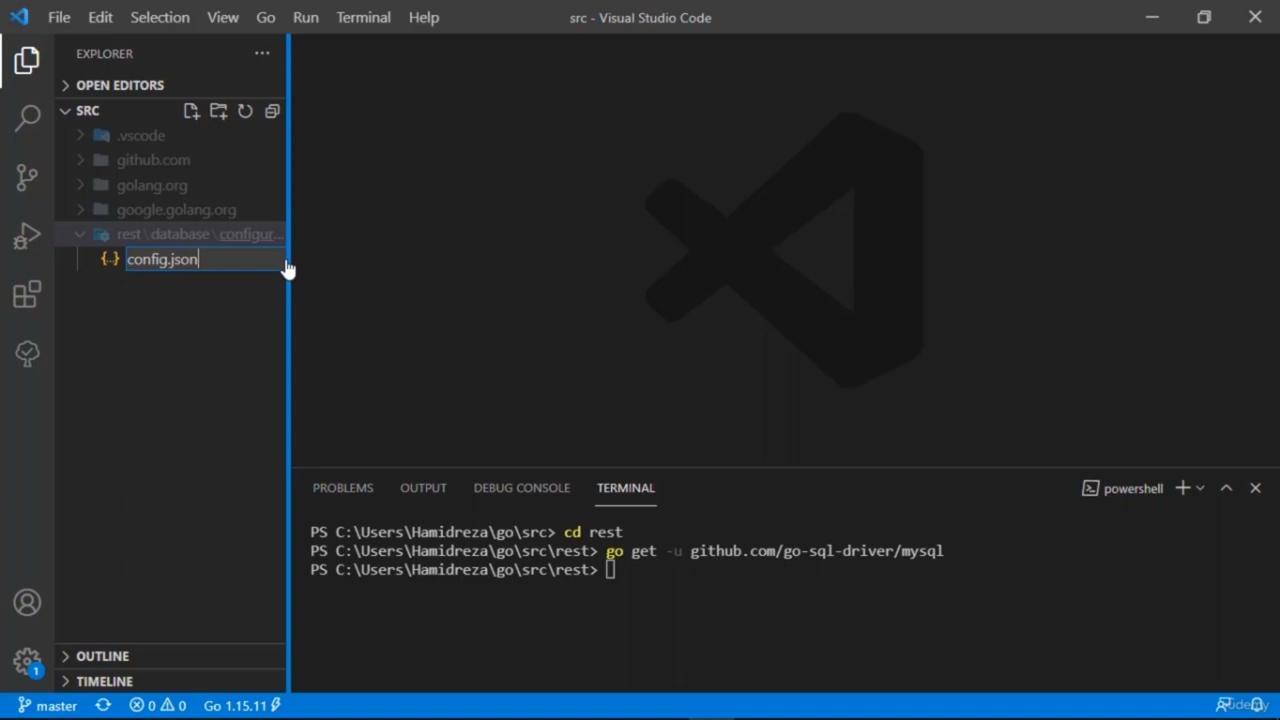 File Edit Selection View Go Run Terminal Help
src - Visual Studio Code
EXPLORER
OPEN EDITORS
SRC
.vscode
github.com
golang.org
google.golang.org
rest \ database \ configur...
{..} config.json
PROBLEMS OUTPUT DEBUG CONSOLE TERMINAL
powershell
PS C:\Users\Hamidreza\go\src> cd rest
PS C:\Users\Hamidreza\go\src\rest> go get -u github.com/go-sql-driver/mysql
PS C:\Users\Hamidreza\go\src\rest>
OUTLINE
1
TIMELINE
master 0 0 Go 1.15.11
Udemy